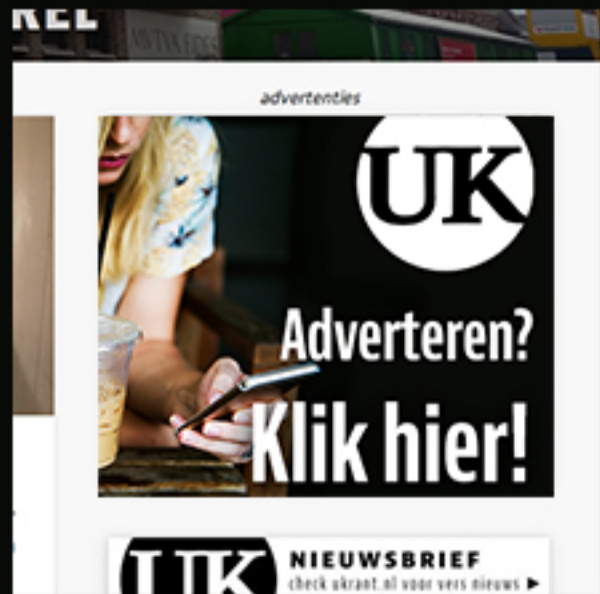 advertenties
UK
Adverteren?
Klik hier!
UK
NIEUWSBRIEF
check ukrant.nl voor vers nieuws